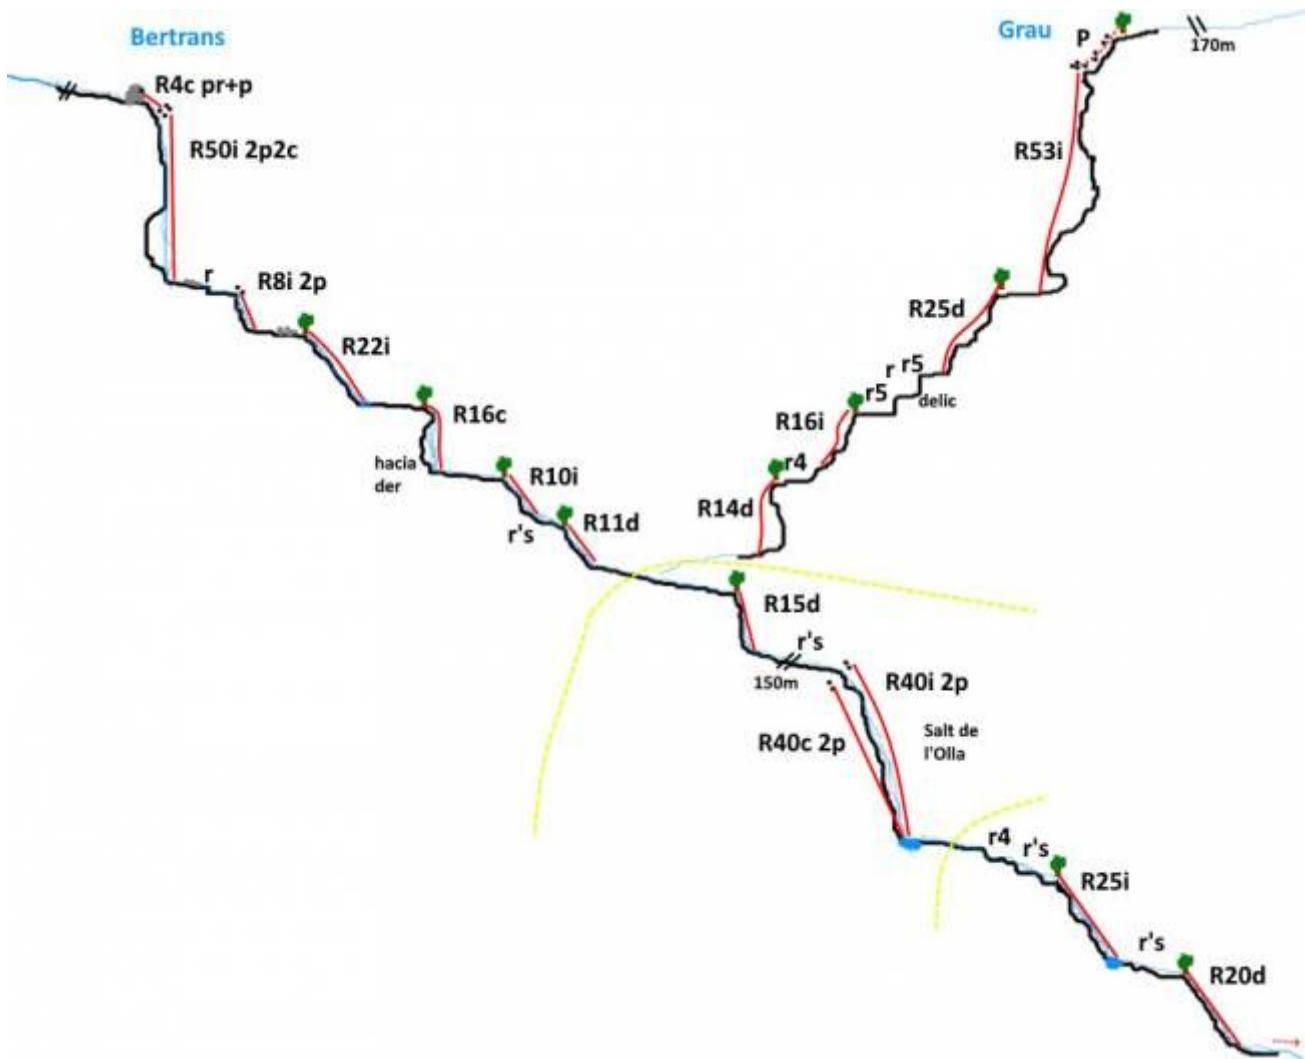 Bertrans
Grau
P
170m
R4c pr+p
R50i 2p2c
R53i
r
R8i 2p
R25d
R22i
r r5
r5
delic
R16c
R16i
hacia
der
r4
R10i
R14d
R11d
r's
R15d
r's
150m
R40i 2p
R40c 2p
Salt de
l'Olla
r4
r's
R25i
r's
R20d